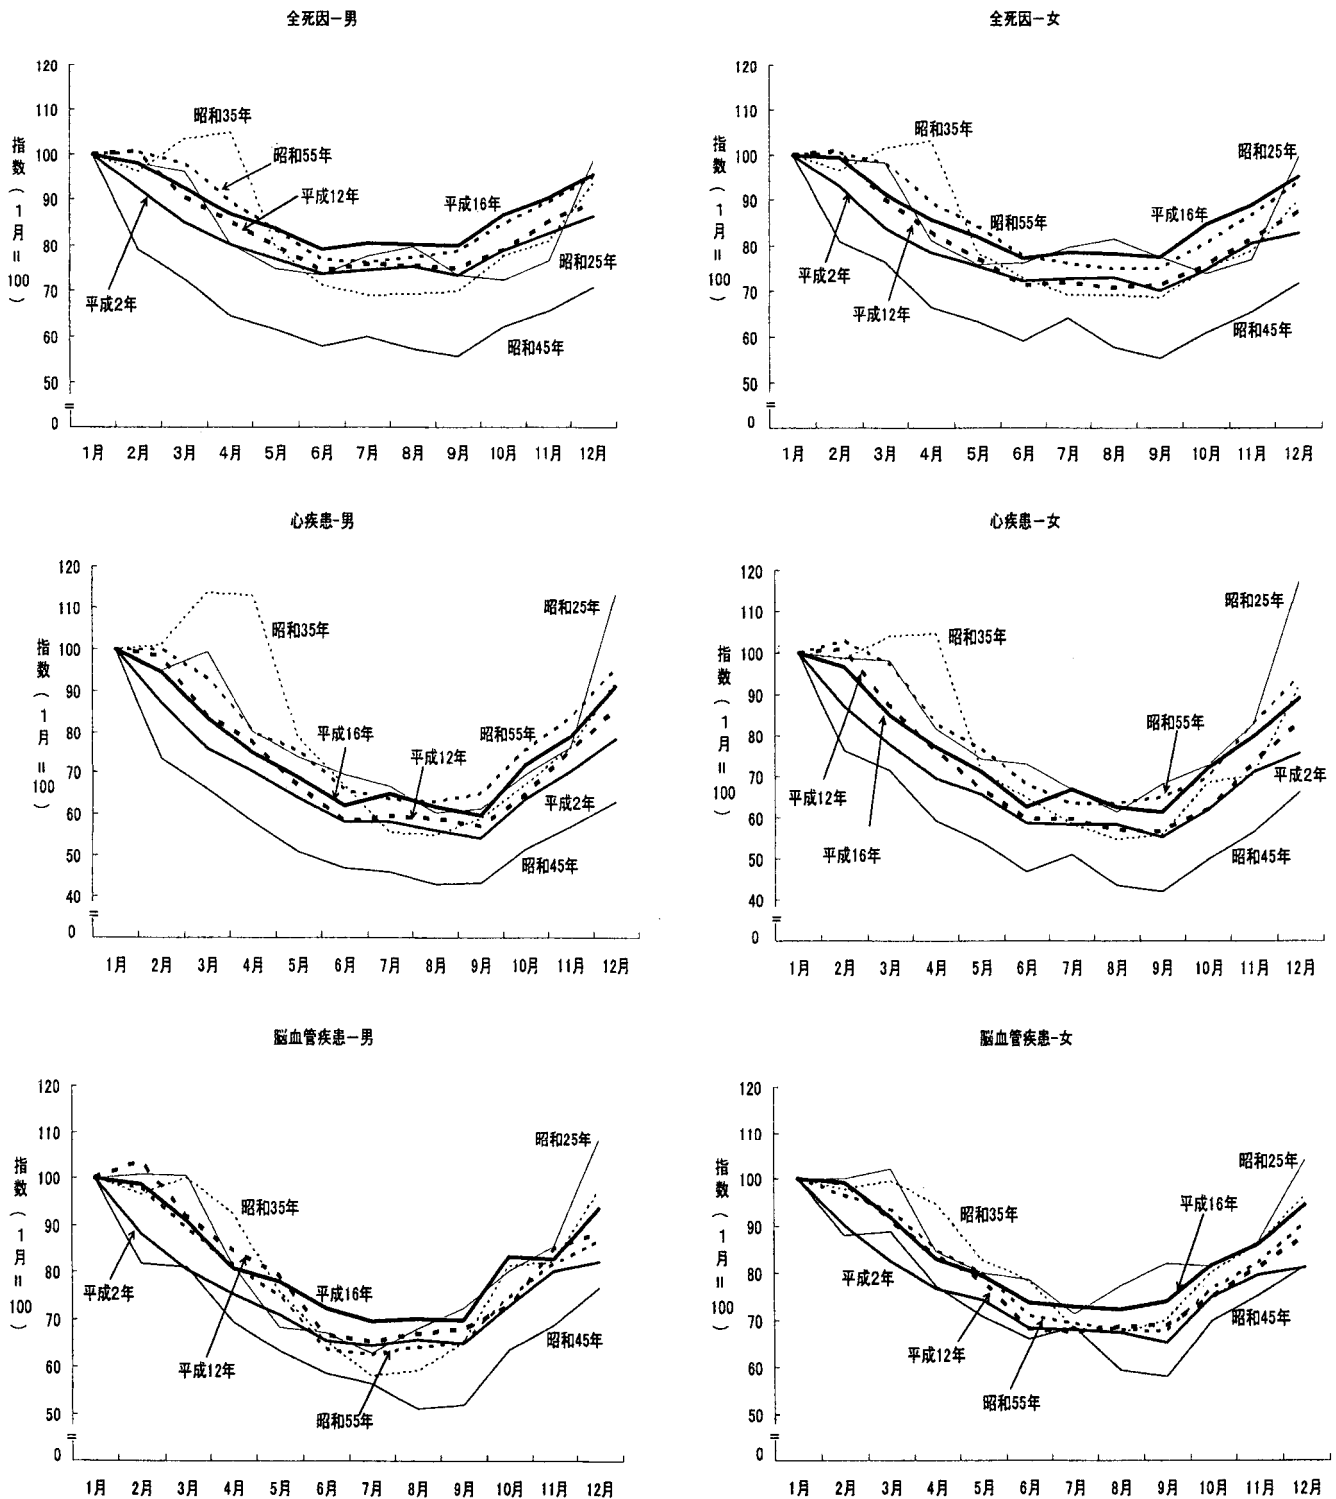 全死因－男
120
110
100
90
80
70
60
50
0
指数（1月＝100）
昭和35年
昭和55年
平成12年
平成16年
昭和25年
平成2年
昭和45年
1月 2月 3月 4月 5月 6月 7月 8月 9月 10月 11月 12月
全死因－女
120
110
100
90
80
70
60
50
0
指数（1月＝100）
昭和35年
昭和25年
平成16年
昭和55年
平成2年
平成12年
昭和45年
1月 2月 3月 4月 5月 6月 7月 8月 9月 10月 11月 12月
心疾患-男
120
110
100
90
80
70
60
50
40
0
指数（1月＝100）
昭和25年
昭和35年
平成16年
昭和55年
平成12年
平成2年
昭和45年
1月 2月 3月 4月 5月 6月 7月 8月 9月 10月 11月 12月
心疾患－女
120
110
100
90
80
70
60
50
40
0
指数（1月＝100）
昭和25年
昭和35年
昭和55年
平成2年
平成12年
平成16年
昭和45年
1月 2月 3月 4月 5月 6月 7月 8月 9月 10月 11月 12月
脳血管疾患－男
120
110
100
90
80
70
60
50
0
指数（1月＝100）
昭和25年
昭和35年
平成2年
平成16年
昭和45年
平成12年
昭和55年
1月 2月 3月 4月 5月 6月 7月 8月 9月 10月 11月 12月
脳血管疾患-女
120
110
100
90
80
70
60
50
0
指数（1月＝100）
昭和25年
平成16年
昭和35年
平成2年
昭和45年
平成12年
昭和55年
1月 2月 3月 4月 5月 6月 7月 8月 9月 10月 11月 12月